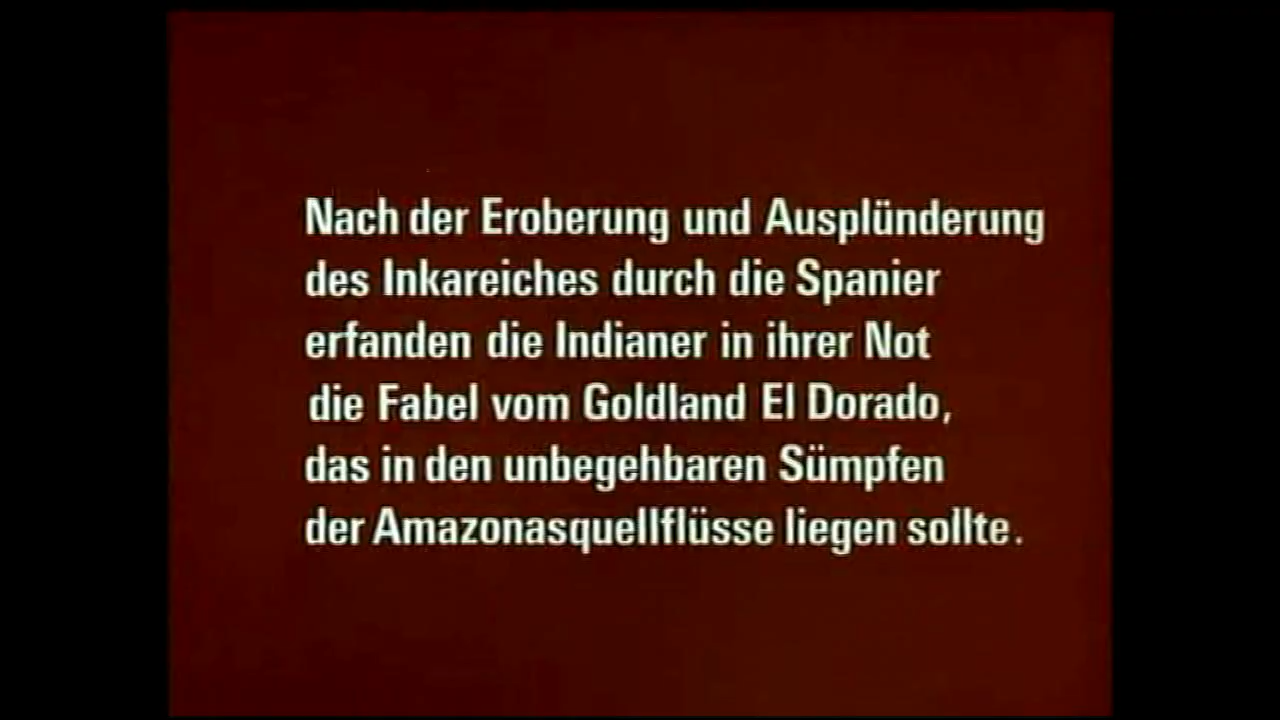 Nach der Eroberung und Ausplünderung
des Inkareiches durch die Spanier
erfanden die Indianer in ihrer Not
die Fabel vom Goldland El Dorado,
das in den unbegehbaren Sümpfen
der Amazonasquellflüsse liegen sollte.